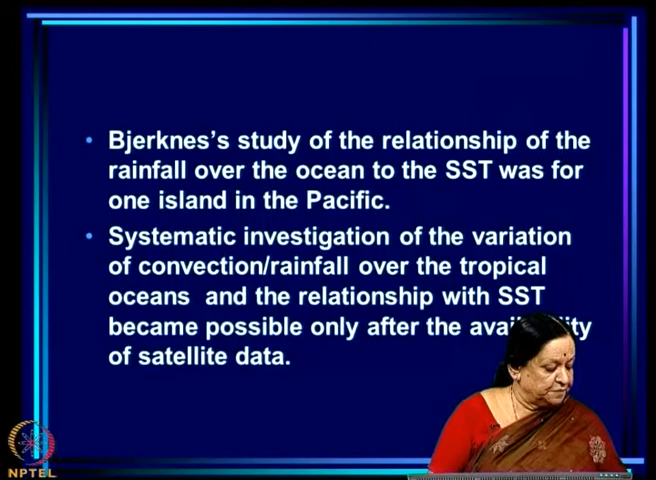 • Bjerknes's study of the relationship of the
rainfall over the ocean to the SST was for
one island in the Pacific.
• Systematic investigation of the variation
of convection/rainfall over the tropical
oceans and the relationship with SST
became possible only after the
of satellite data.
NPTEL